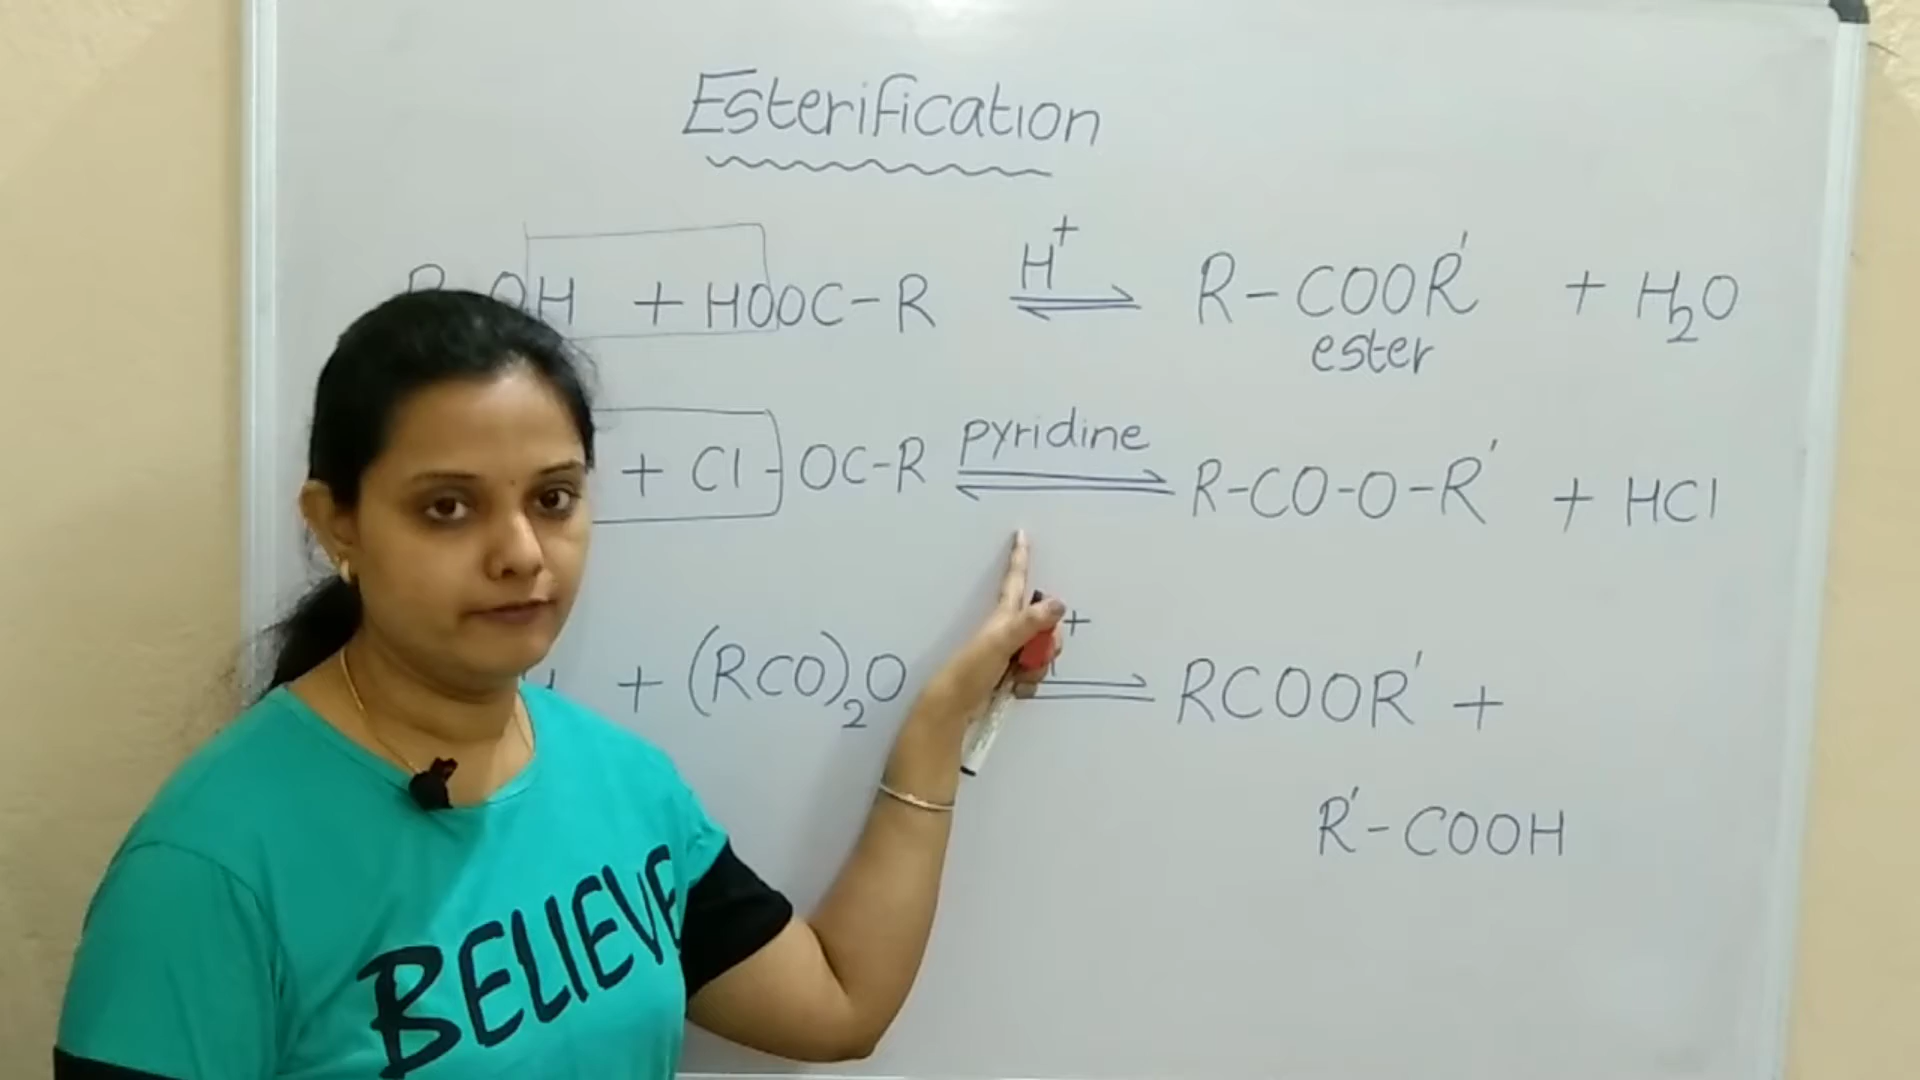 Esterification
OH + HOOC-R H⁺ ⇌ R-COOR' + H₂O
ester
+ Cl-OC-R pyridine ⇌ R-CO-O-R' + HCl
+ (RCO)₂O + ⇌ RCOOR' +
R'-COOH
BELIEVE